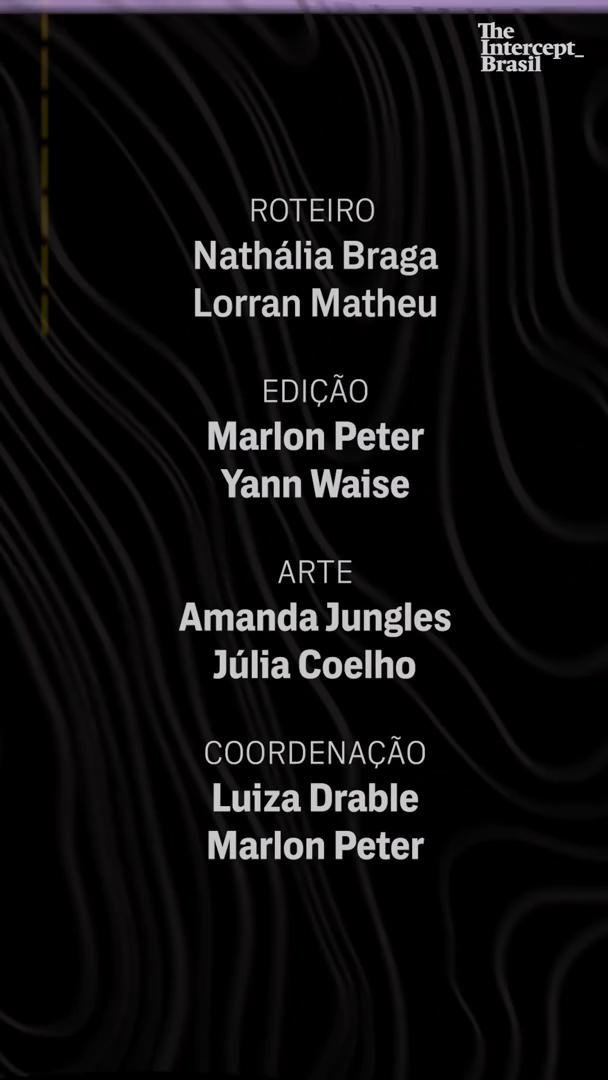 The
Intercept_
Brasil
ROTEIRO
Nathália Braga
Lorran Matheu
EDIÇÃO
Marlon Peter
Yann Waise
ARTE
Amanda Jungles
Júlia Coelho
COORDENAÇÃO
Luiza Drable
Marlon Peter